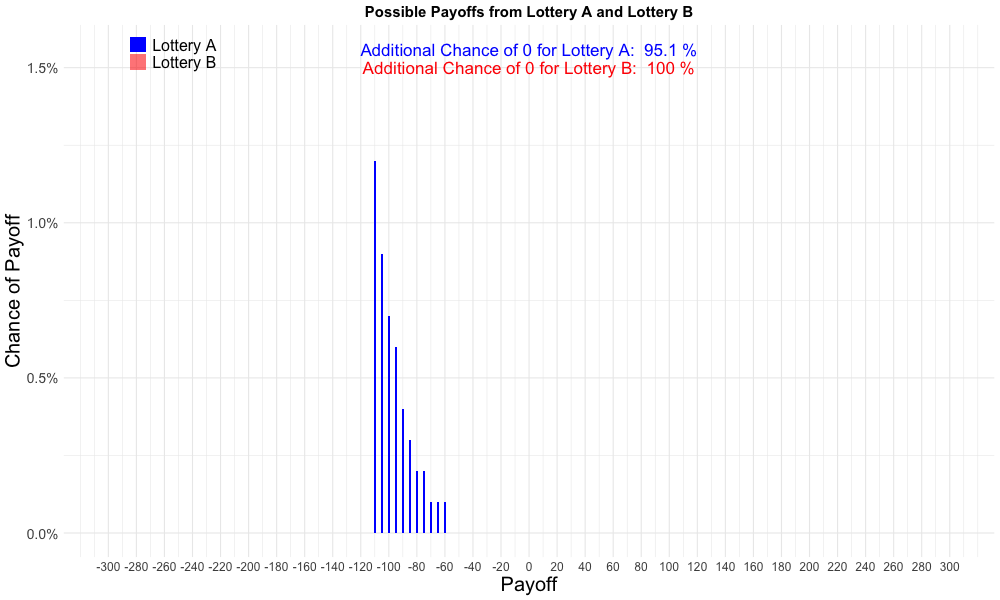 Possible Payoffs from Lottery A and Lottery B
Lottery A
Lottery B
Additional Chance of 0 for Lottery A:  95.1 %
Additional Chance of 0 for Lottery B:  100 %
Chance of Payoff
1.5%
1.0%
0.5%
0.0%
-300 -280 -260 -240 -220 -200 -180 -160 -140 -120 -100 -80 -60 -40 -20 0 20 40 60 80 100 120 140 160 180 200 220 240 260 280 300
Payoff